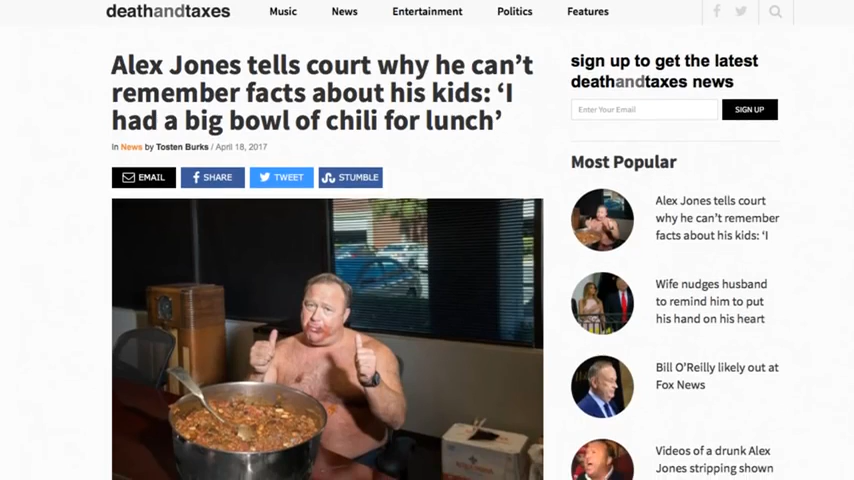 deathandtaxes
Music
News
Entertainment
Politics
Features
Alex Jones tells court why he can’t
remember facts about his kids: ‘I
had a big bowl of chili for lunch’
In News by Tosten Burks / April 18, 2017
EMAIL
SHARE
TWEET
STUMBLE
sign up to get the latest
deathandtaxes news
Enter Your Email
SIGN UP
Most Popular
Alex Jones tells court
why he can’t remember
facts about his kids: ‘I
Wife nudges husband
to remind him to put
his hand on his heart
Bill O’Reilly likely out at
Fox News
Videos of a drunk Alex
Jones stripping shown